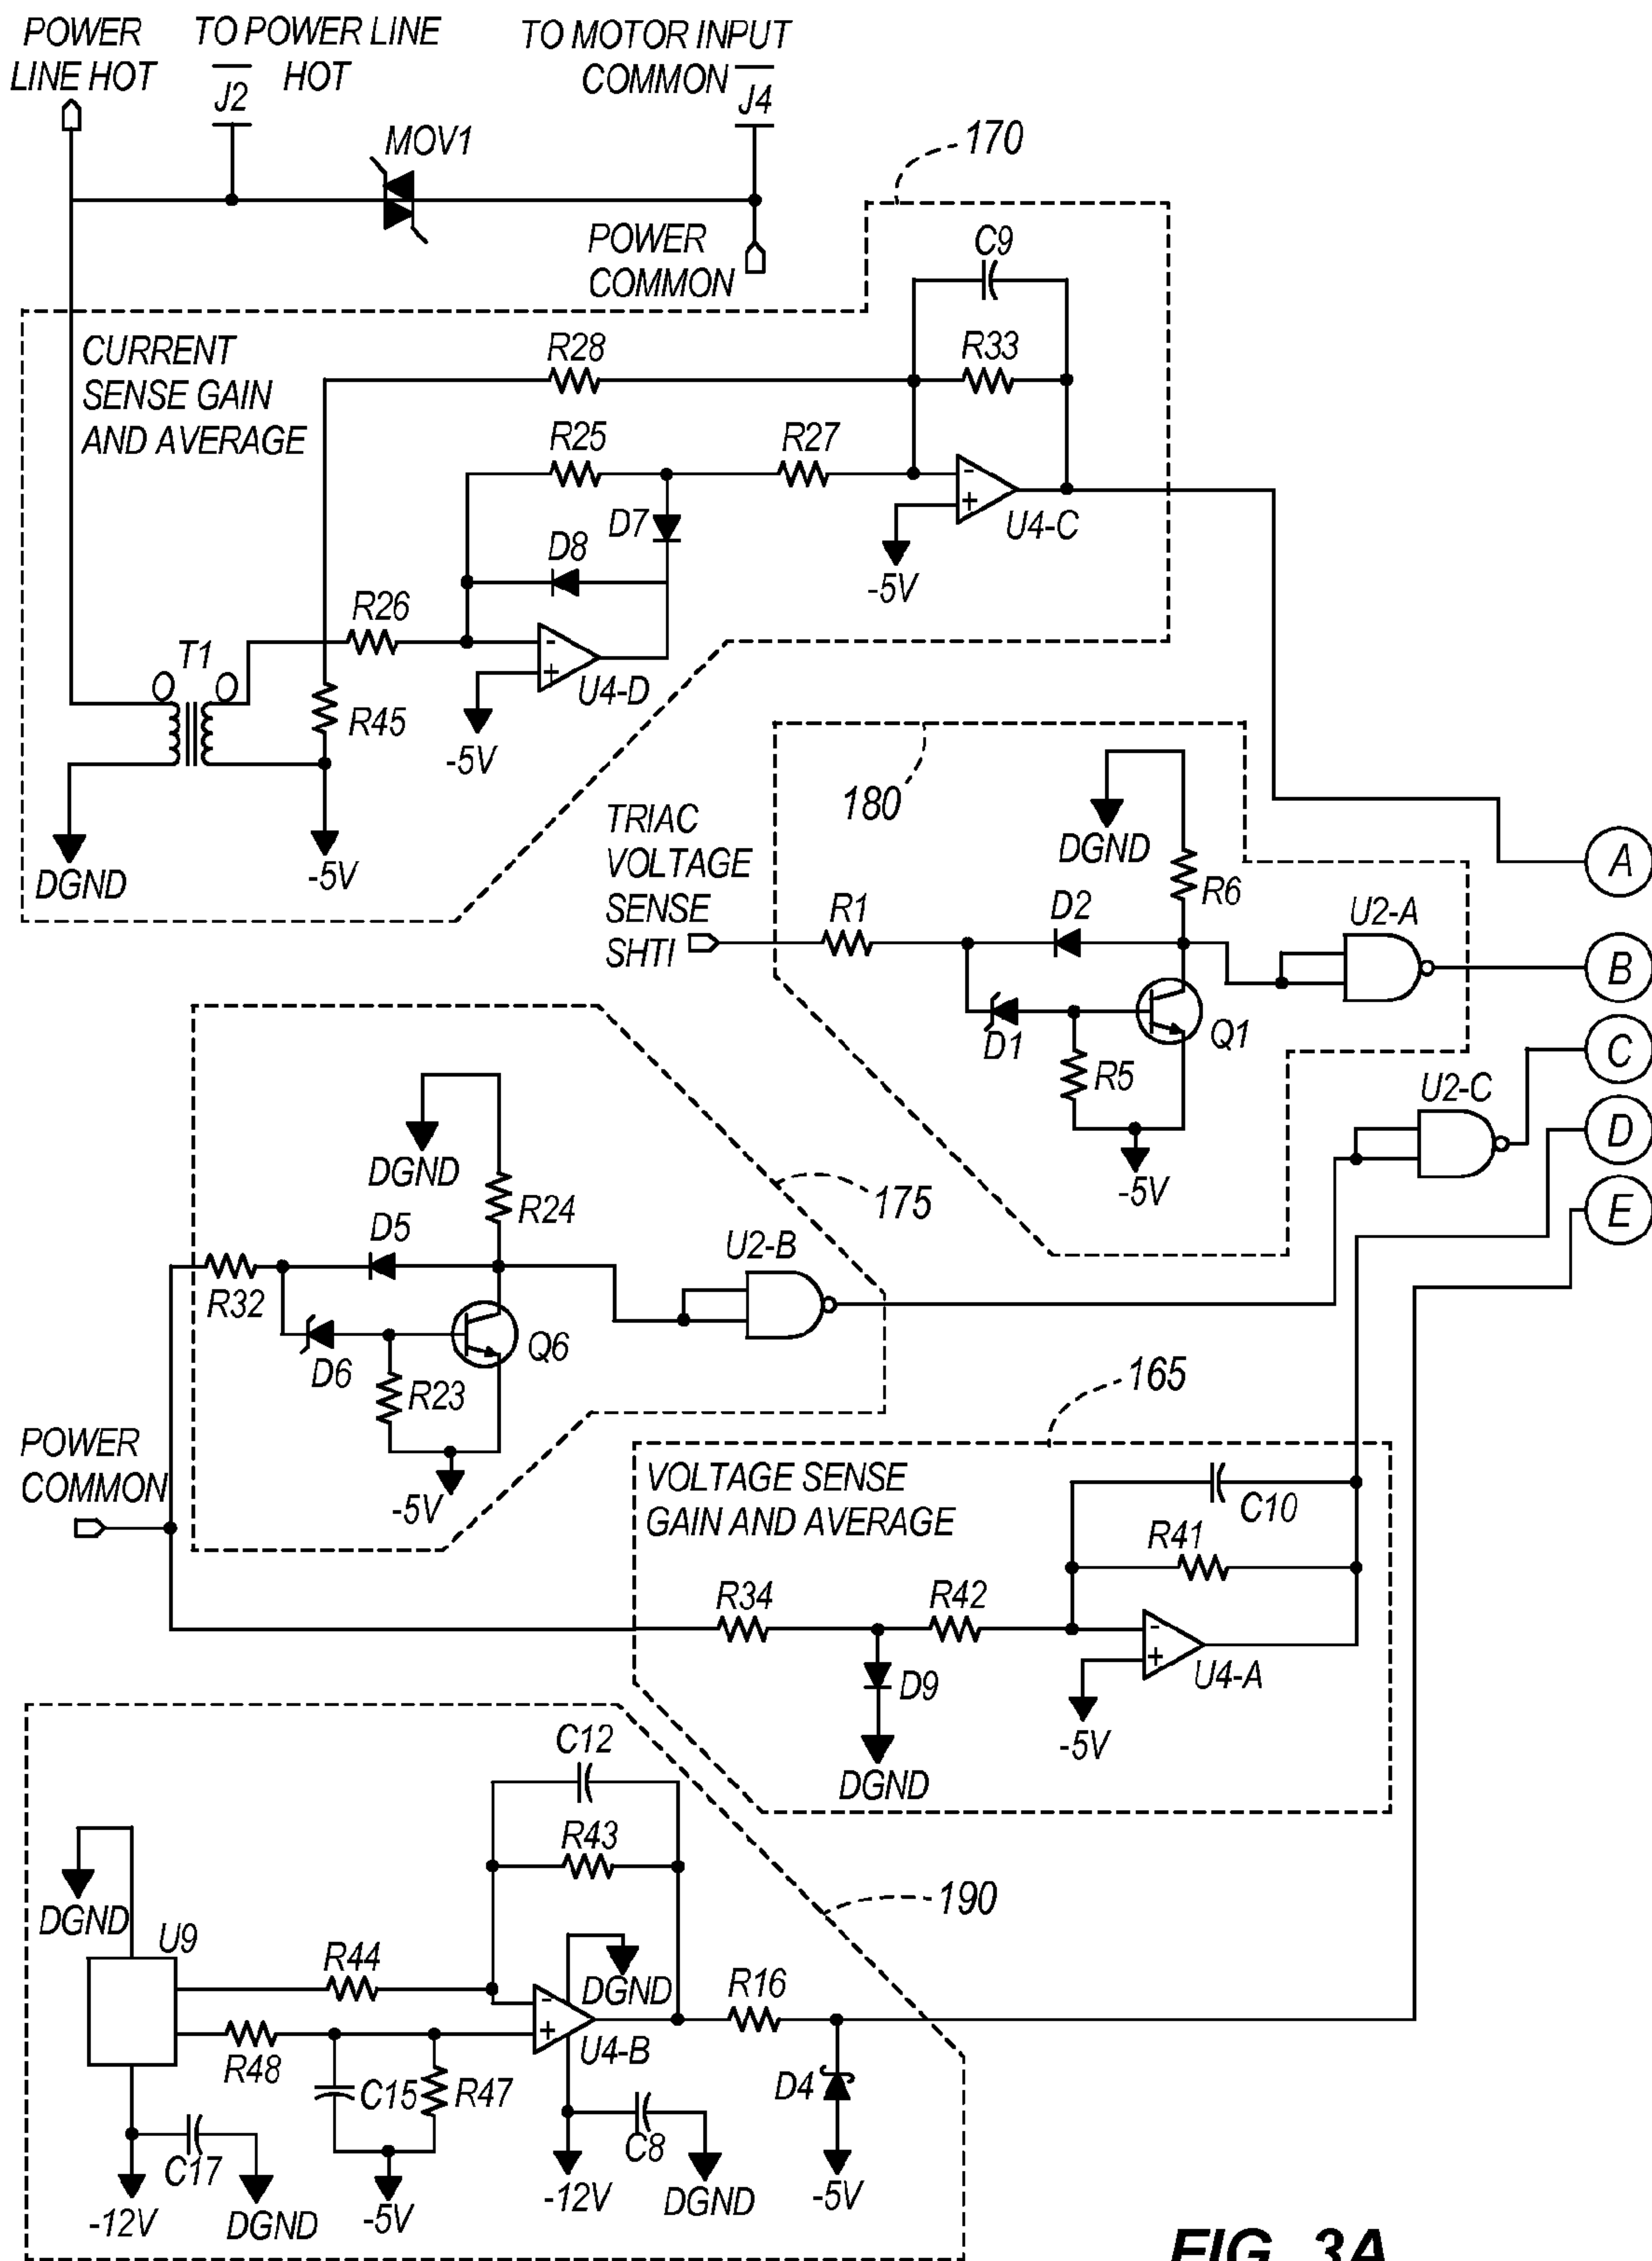 POWER
LINE HOT
TO POWER LINE
HOT
J2
TO MOTOR INPUT
COMMON
J4
MOV1
170
POWER
COMMON
C9
CURRENT
SENSE GAIN
AND AVERAGE
R28
R33
R25
R27
D7
-
+
U4-C
D8
-5V
R26
T1
-
+
U4-D
R45
-5V
DGND
-5V
180
TRIAC
VOLTAGE
SENSE
SHTI
DGND
R6
A
R1
D2
U2-A
B
D1
Q1
R5
C
U2-C
D
-5V
DGND
175
R24
E
D5
U2-B
R32
D6
Q6
R23
165
POWER
COMMON
-5V
VOLTAGE SENSE
GAIN AND AVERAGE
C10
R41
R34
R42
-
+
U4-A
D9
-5V
DGND
C12
R43
190
DGND
U9
R44
DGND
R16
-
+
U4-B
R48
C15
R47
D4
C17
C8
-12V
DGND
-5V
-12V
DGND
-5V
FIG. 3A